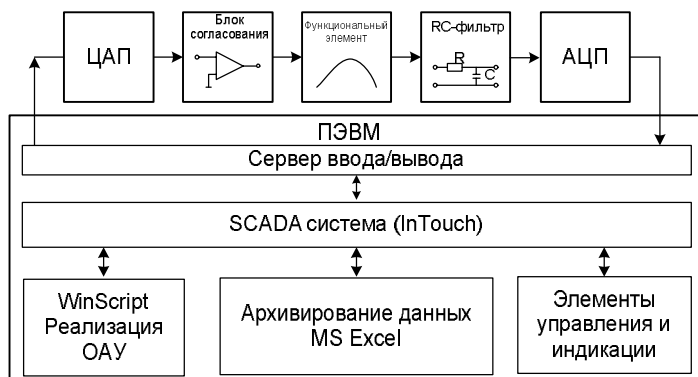 ЦАП
Блок
согласования
Функциональный
элемент
RC-фильтр
R
C
АЦП
ПЭВМ
Сервер ввода/вывода
SCADA система (InTouch)
WinScript
Реализация
ОАУ
Архивирование данных
MS Excel
Элементы
управления и
индикации